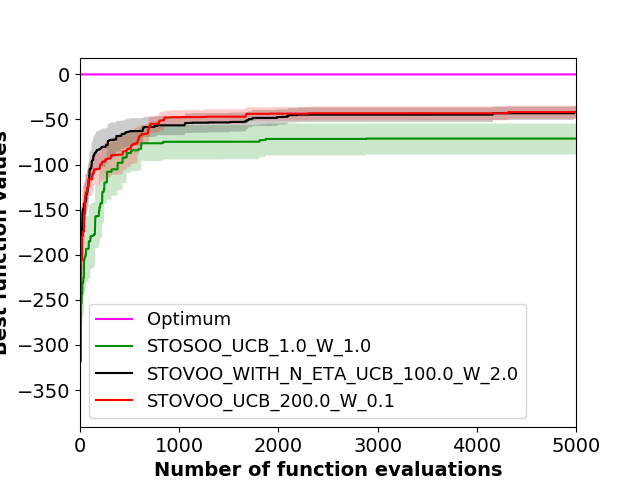 0
−50
−100
−150
−200
−250
−300
−350
Best function values
Optimum
STOSOO_UCB_1.0_W_1.0
STOVOO_WITH_N_ETA_UCB_100.0_W_2.0
STOVOO_UCB_200.0_W_0.1
0 1000 2000 3000 4000 5000
Number of function evaluations